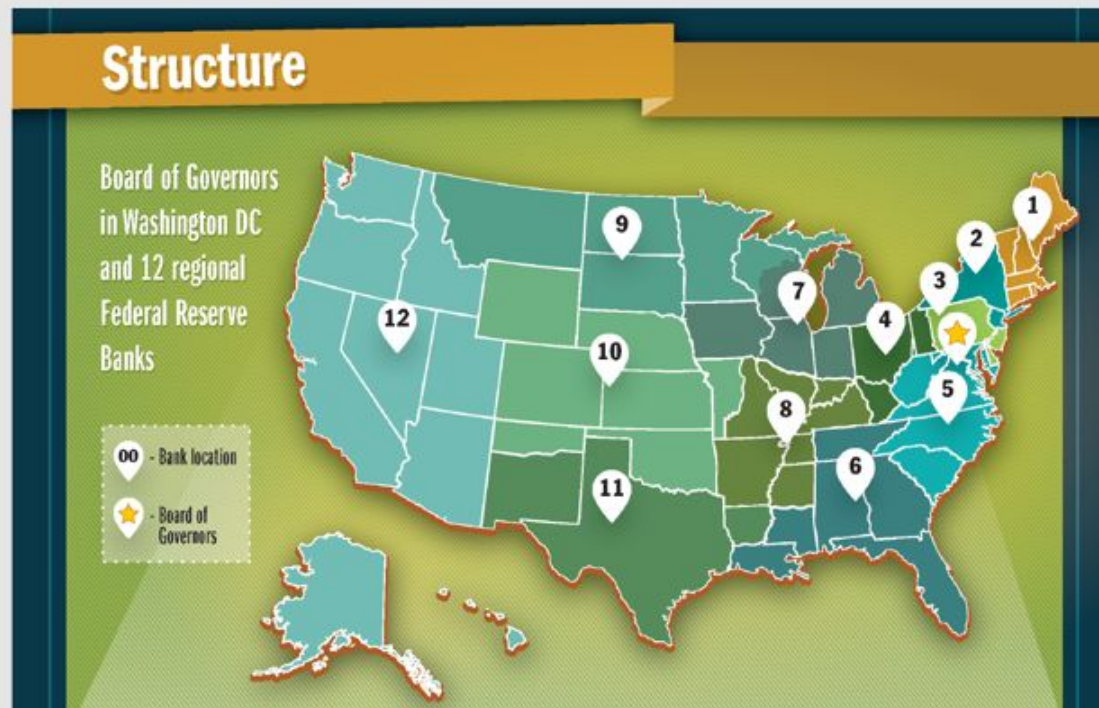 Structure
Board of Governors
in Washington DC
and 12 regional
Federal Reserve
Banks
00 - Bank location
- Board of
Governors
1
2
3
4
5
6
7
8
9
10
11
12